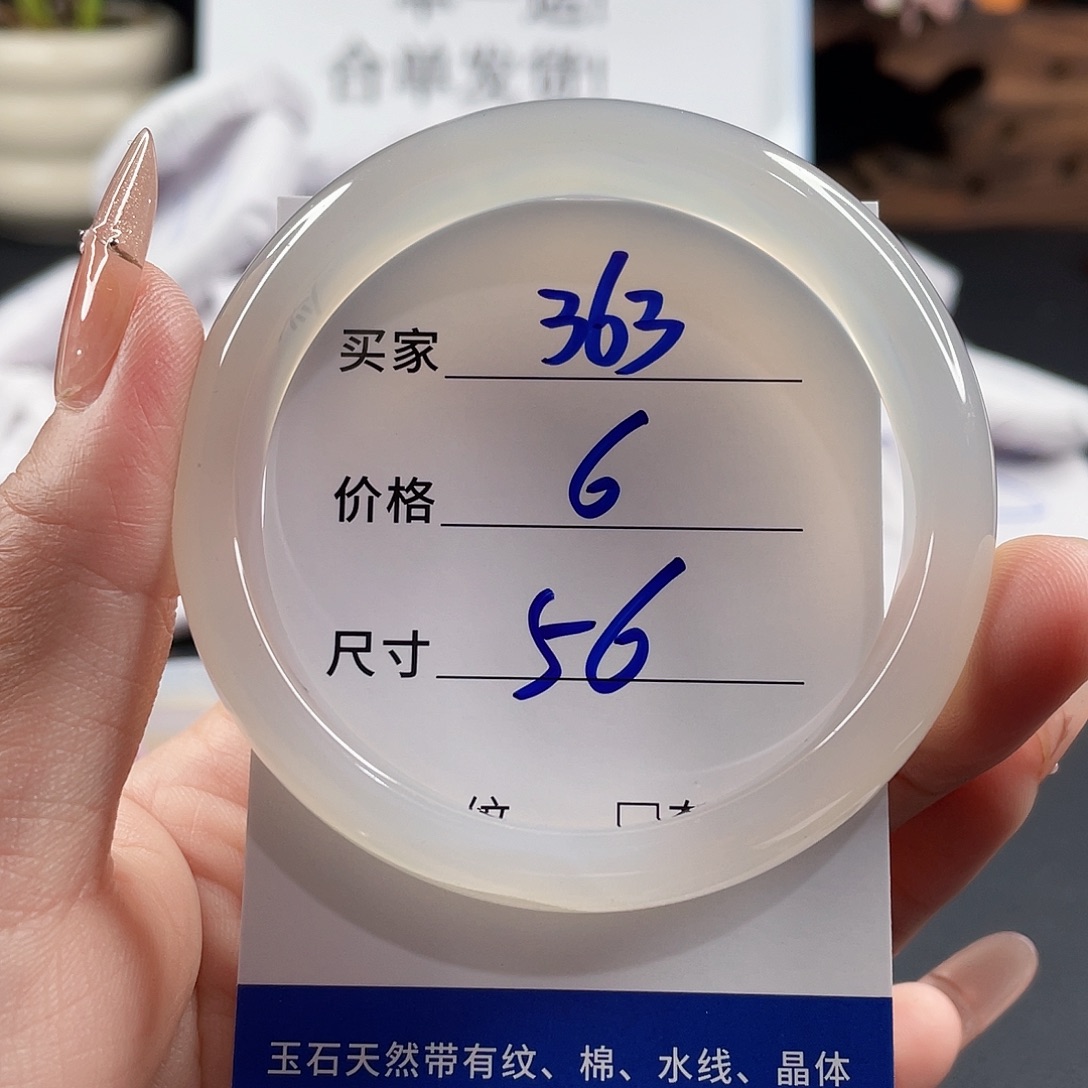 合单发货!
买家 363
价格 6
尺寸 56
纹
玉石天然带有纹、棉、水线、晶体